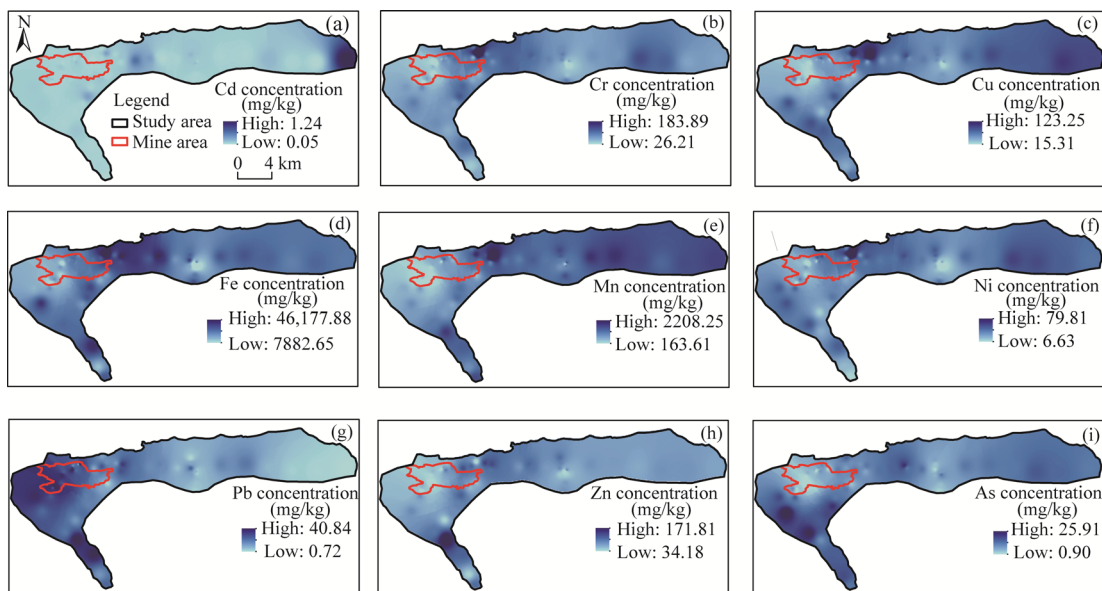 N
(a)
Legend
Study area
Mine area
Cd concentration
(mg/kg)
High: 1.24
Low: 0.05
0 4 km
(b)
Cr concentration
(mg/kg)
High: 183.89
Low: 26.21
(c)
Cu concentration
(mg/kg)
High: 123.25
Low: 15.31
(d)
Fe concentration
(mg/kg)
High: 46,177.88
Low: 7882.65
(e)
Mn concentration
(mg/kg)
High: 2208.25
Low: 163.61
(f)
Ni concentration
(mg/kg)
High: 79.81
Low: 6.63
(g)
Pb concentration
(mg/kg)
High: 40.84
Low: 0.72
(h)
Zn concentration
(mg/kg)
High: 171.81
Low: 34.18
(i)
As concentration
(mg/kg)
High: 25.91
Low: 0.90